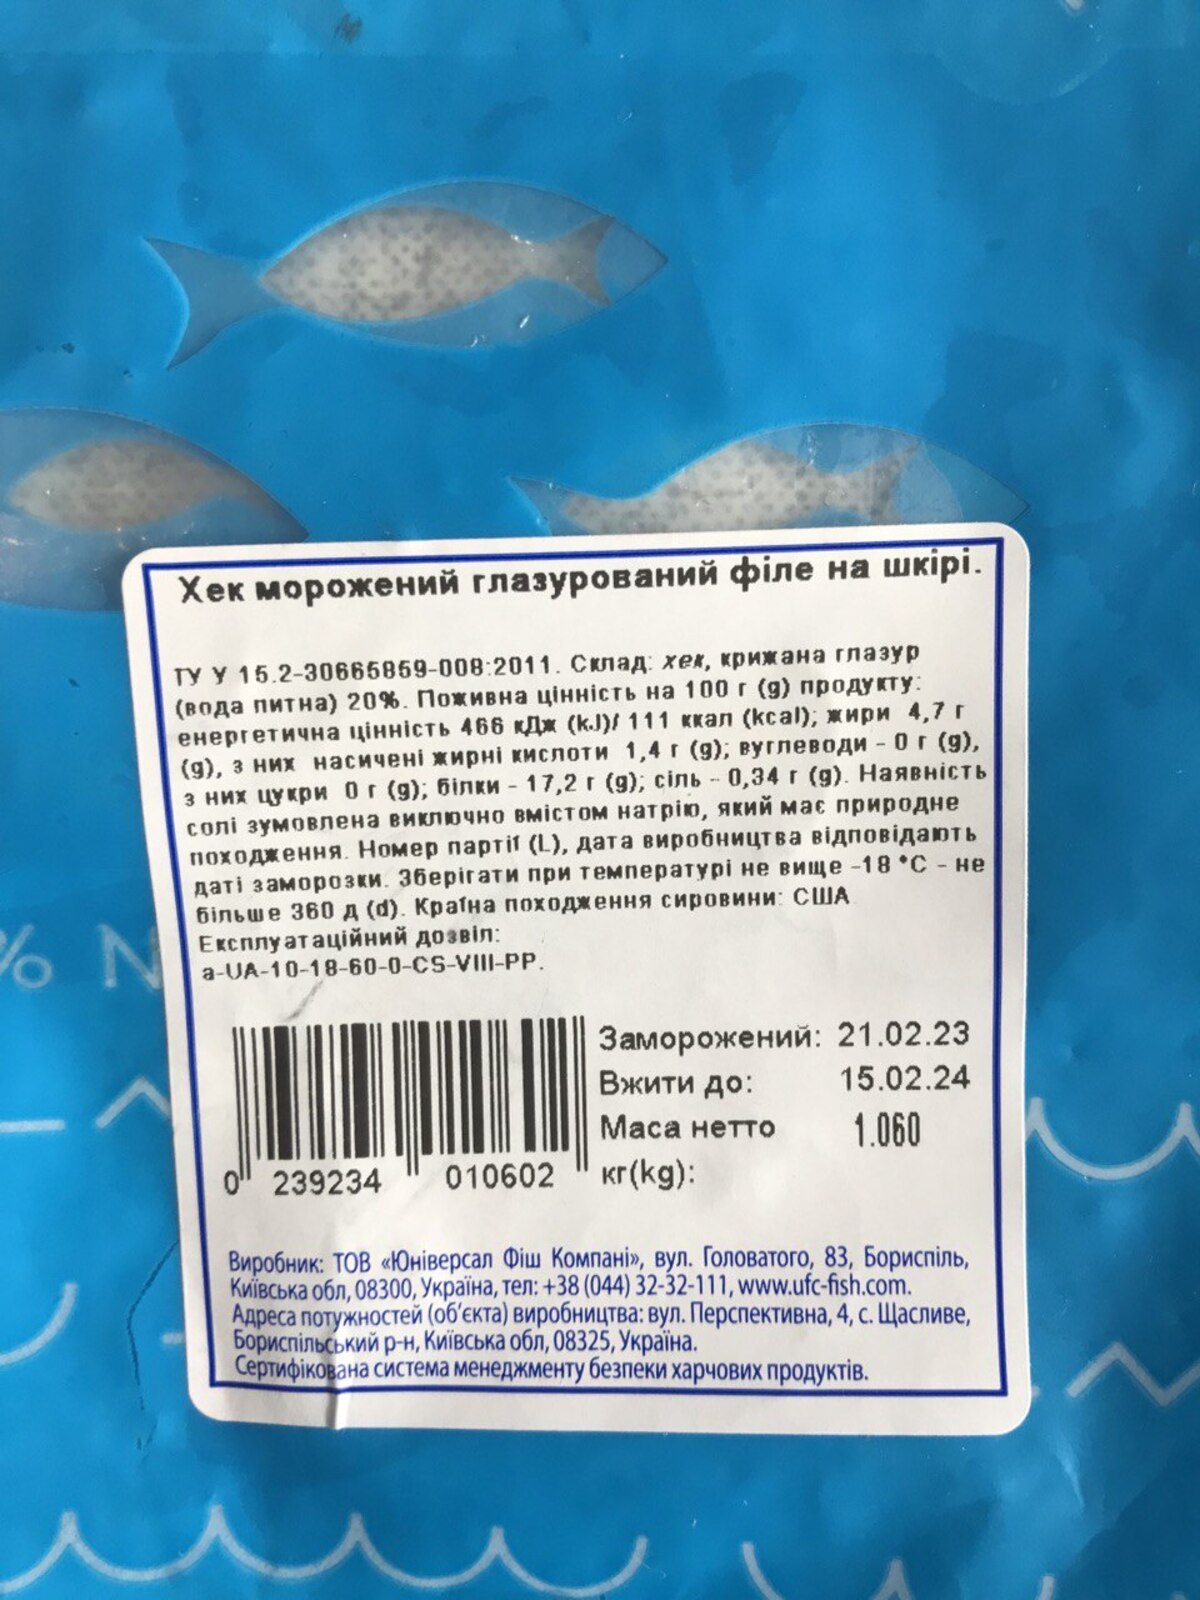 Хек морожений глазурований філе на шкірі.
ТУ У 15.2-30665859-008:2011. Склад: хек, крижана глазур
(вода питна) 20%. Поживна цінність на 100 г (g) продукту:
енергетична цінність 466 кДж (kJ)/ 111 ккал (kcal); жири 4,7 г
(g), з них насичені жирні кислоти 1,4 г (g); вуглеводи - 0 г (g),
з них цукри 0 г (g); білки - 17,2 г (g); сіль - 0,34 г (g). Наявність
солі зумовлена виключно вмістом натрію, який має природне
походження. Номер партії (L), дата виробництва відповідають
даті заморозки. Зберігати при температурі не вище -18 °C - не
більше 360 д (d). Країна походження сировини: США
Експлуатаційний дозвіл:
a-UA-10-18-60-0-CS-VIII-PP.
% N
Заморожений: 21.02.23
Вжити до: 15.02.24
Маса нетто 1.060
кг(kg):
0 239234 010602
Виробник: ТОВ «Юніверсал Фіш Компані», вул. Головатого, 83, Бориспіль,
Київська обл, 08300, Україна, тел: +38 (044) 32-32-111, www.ufc-fish.com.
Адреса потужностей (об'єкта) виробництва: вул. Перспективна, 4, с. Щасливе,
Бориспільський р-н, Київська обл, 08325, Україна.
Сертифікована система менеджменту безпеки харчових продуктів.